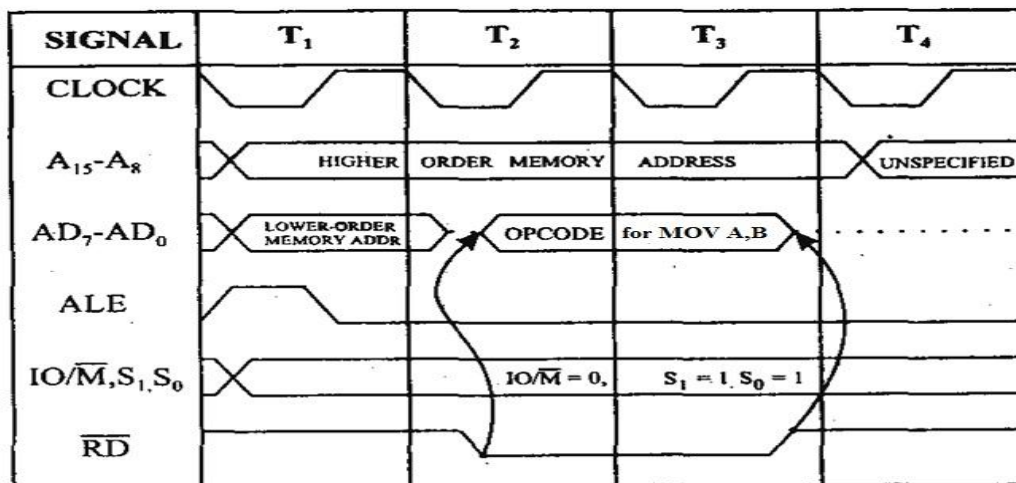 SIGNAL T₁ T₂ T₃ T₄
CLOCK
A₁₅-A₈ HIGHER ORDER MEMORY ADDRESS UNSPECIFIED
AD₇-AD₀ LOWER-ORDER MEMORY ADDR OPCODE for MOV A,B
ALE
IO/M̅,S₁,S₀ IO/M̅ = 0, S₁ = 1, S₀ = 1
R̅D̅